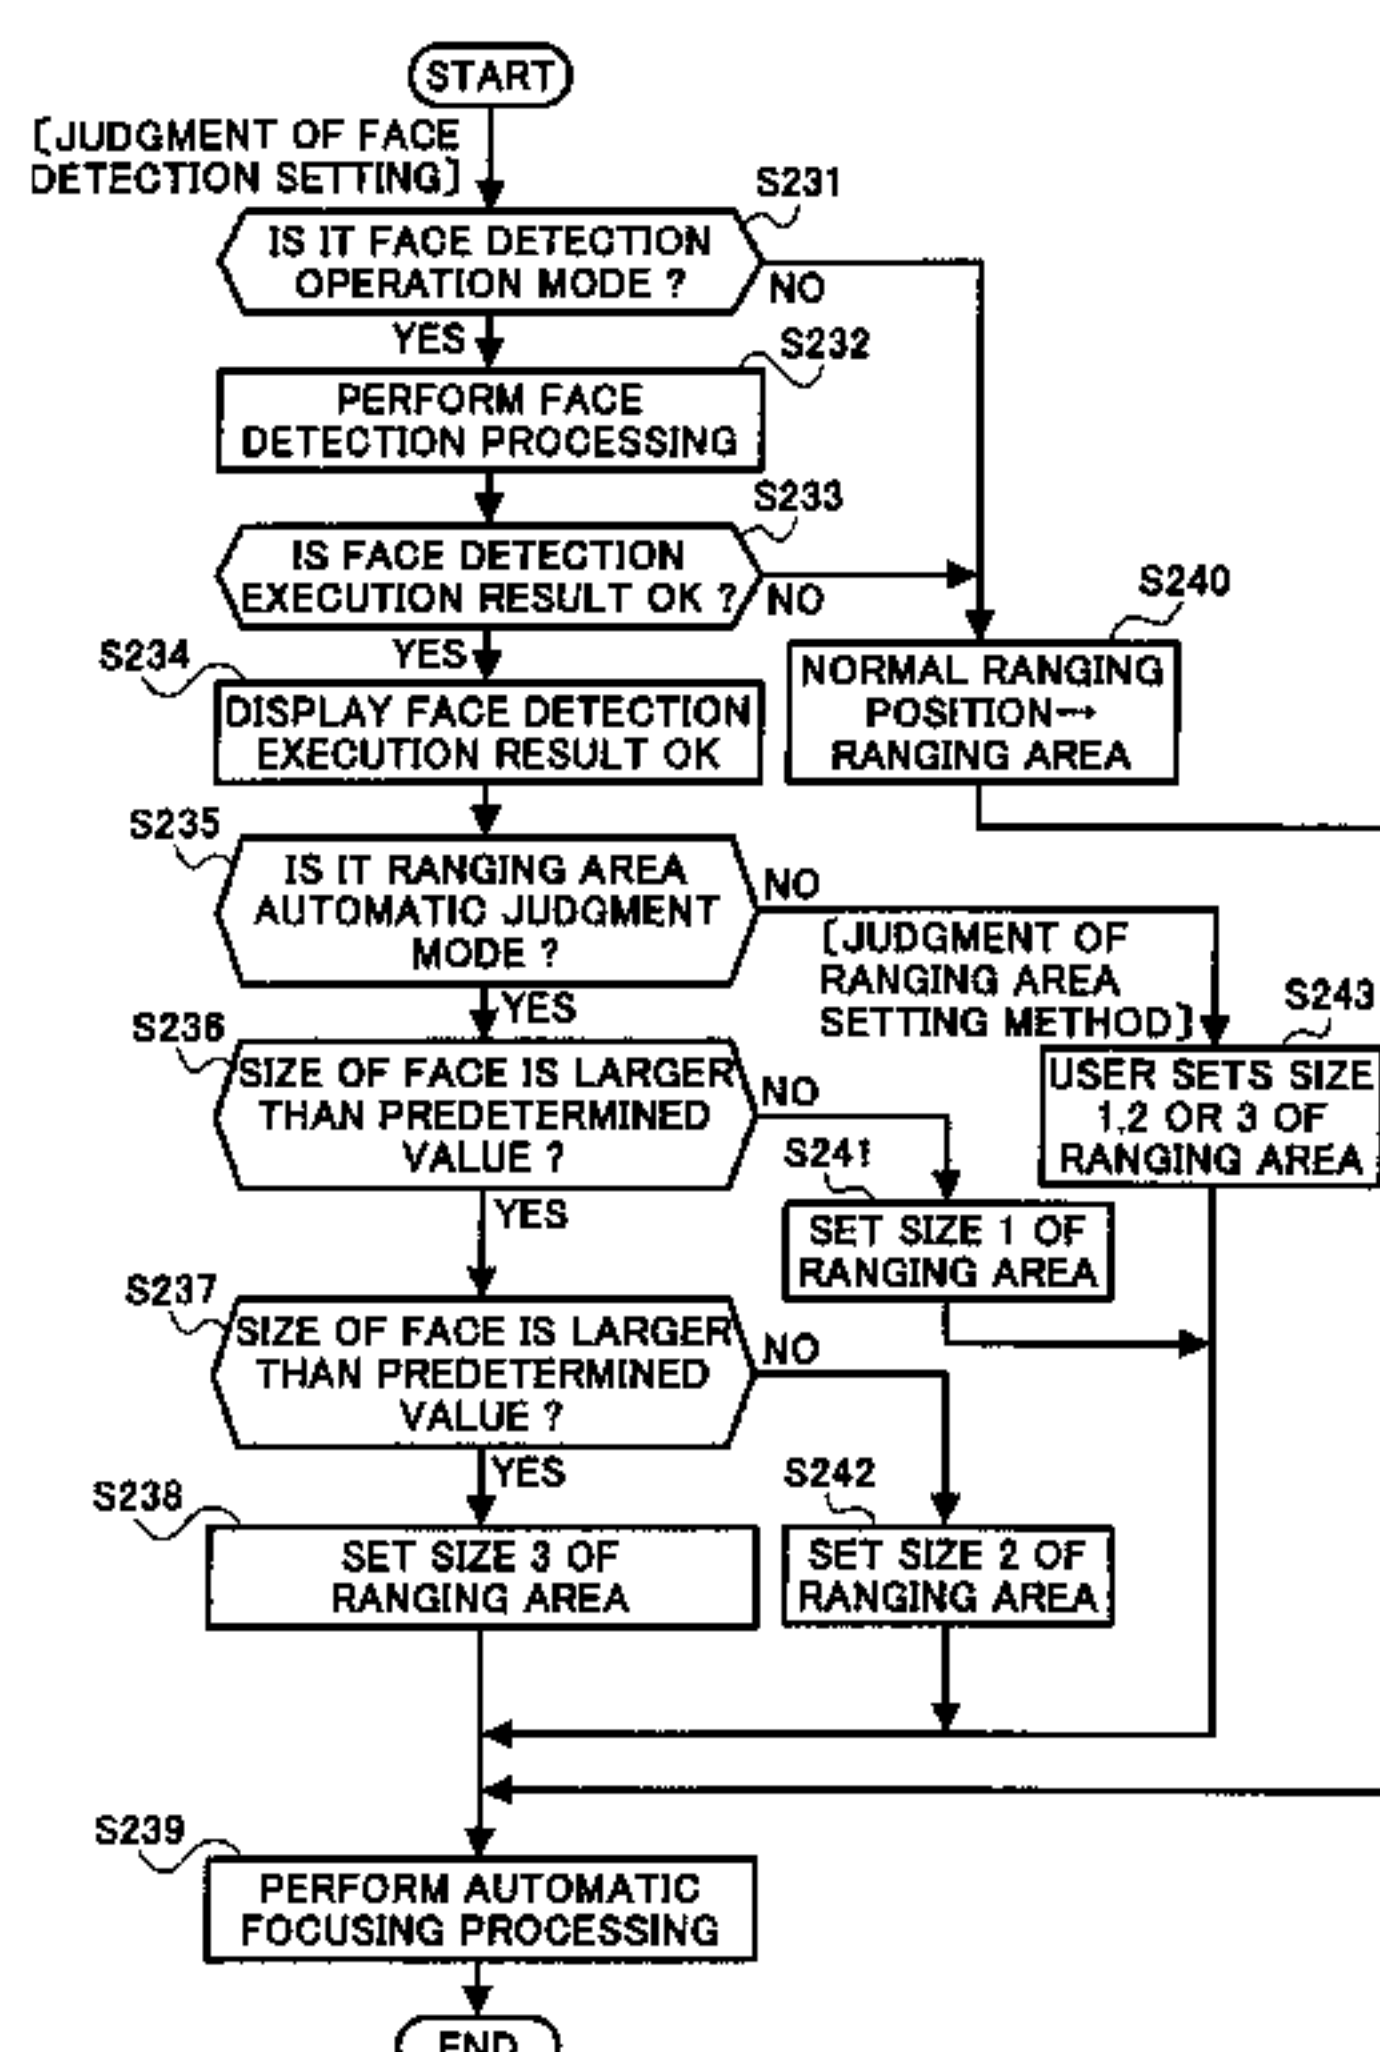 START
[JUDGMENT OF FACE
DETECTION SETTING]
S231
IS IT FACE DETECTION
OPERATION MODE ?
NO
YES
S232
PERFORM FACE
DETECTION PROCESSING
S233
IS FACE DETECTION
EXECUTION RESULT OK ?
NO
YES
S240
NORMAL RANGING
POSITION→
RANGING AREA
S234
DISPLAY FACE DETECTION
EXECUTION RESULT OK
S235
IS IT RANGING AREA
AUTOMATIC JUDGMENT
MODE ?
NO
[JUDGMENT OF
RANGING AREA
SETTING METHOD]
YES
S243
USER SETS SIZE
1,2 OR 3 OF
RANGING AREA
S236
SIZE OF FACE IS LARGER
THAN PREDETERMINED
VALUE ?
NO
YES
S241
SET SIZE 1 OF
RANGING AREA
S237
SIZE OF FACE IS LARGER
THAN PREDETERMINED
VALUE ?
NO
YES
S242
SET SIZE 2 OF
RANGING AREA
S238
SET SIZE 3 OF
RANGING AREA
S239
PERFORM AUTOMATIC
FOCUSING PROCESSING
END